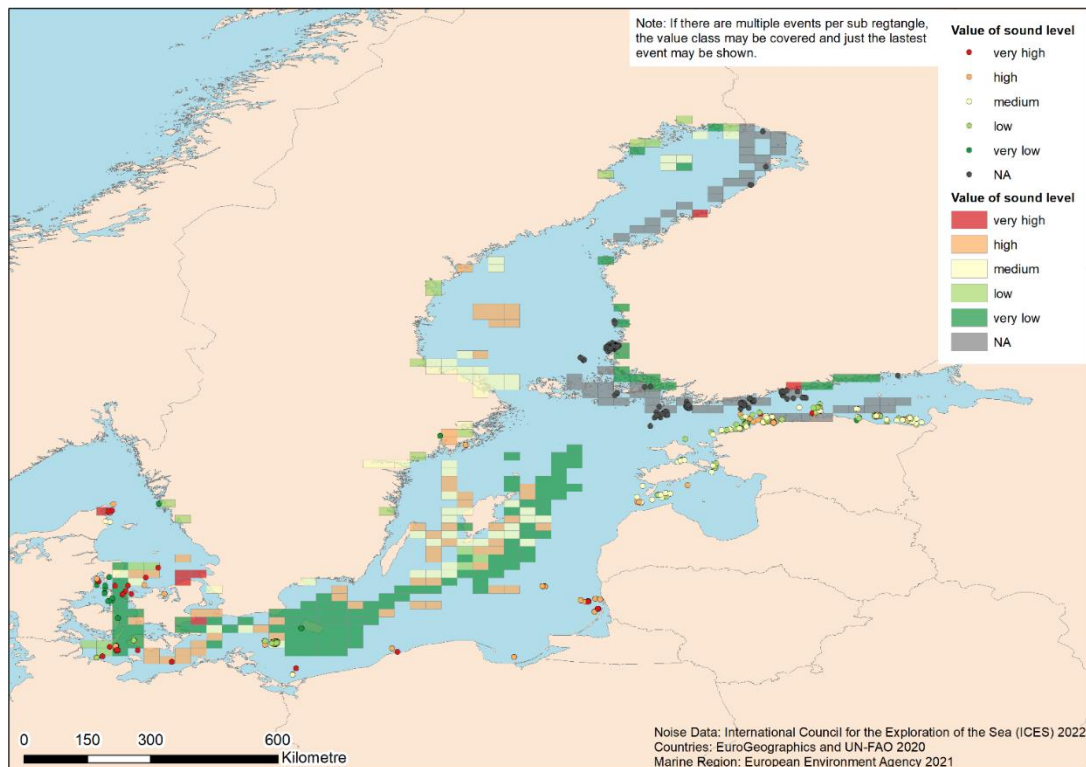 Note: If there are multiple events per sub regtangle,
the value class may be covered and just the lastest
event may be shown.
Value of sound level
very high
high
medium
low
very low
NA
Value of sound level
very high
high
medium
low
very low
NA
0 150 300 600
Kilometre
Noise Data: International Council for the Exploration of the Sea (ICES) 2022
Countries: EuroGeographics and UN-FAO 2020
Marine Region: European Environment Agency 2021